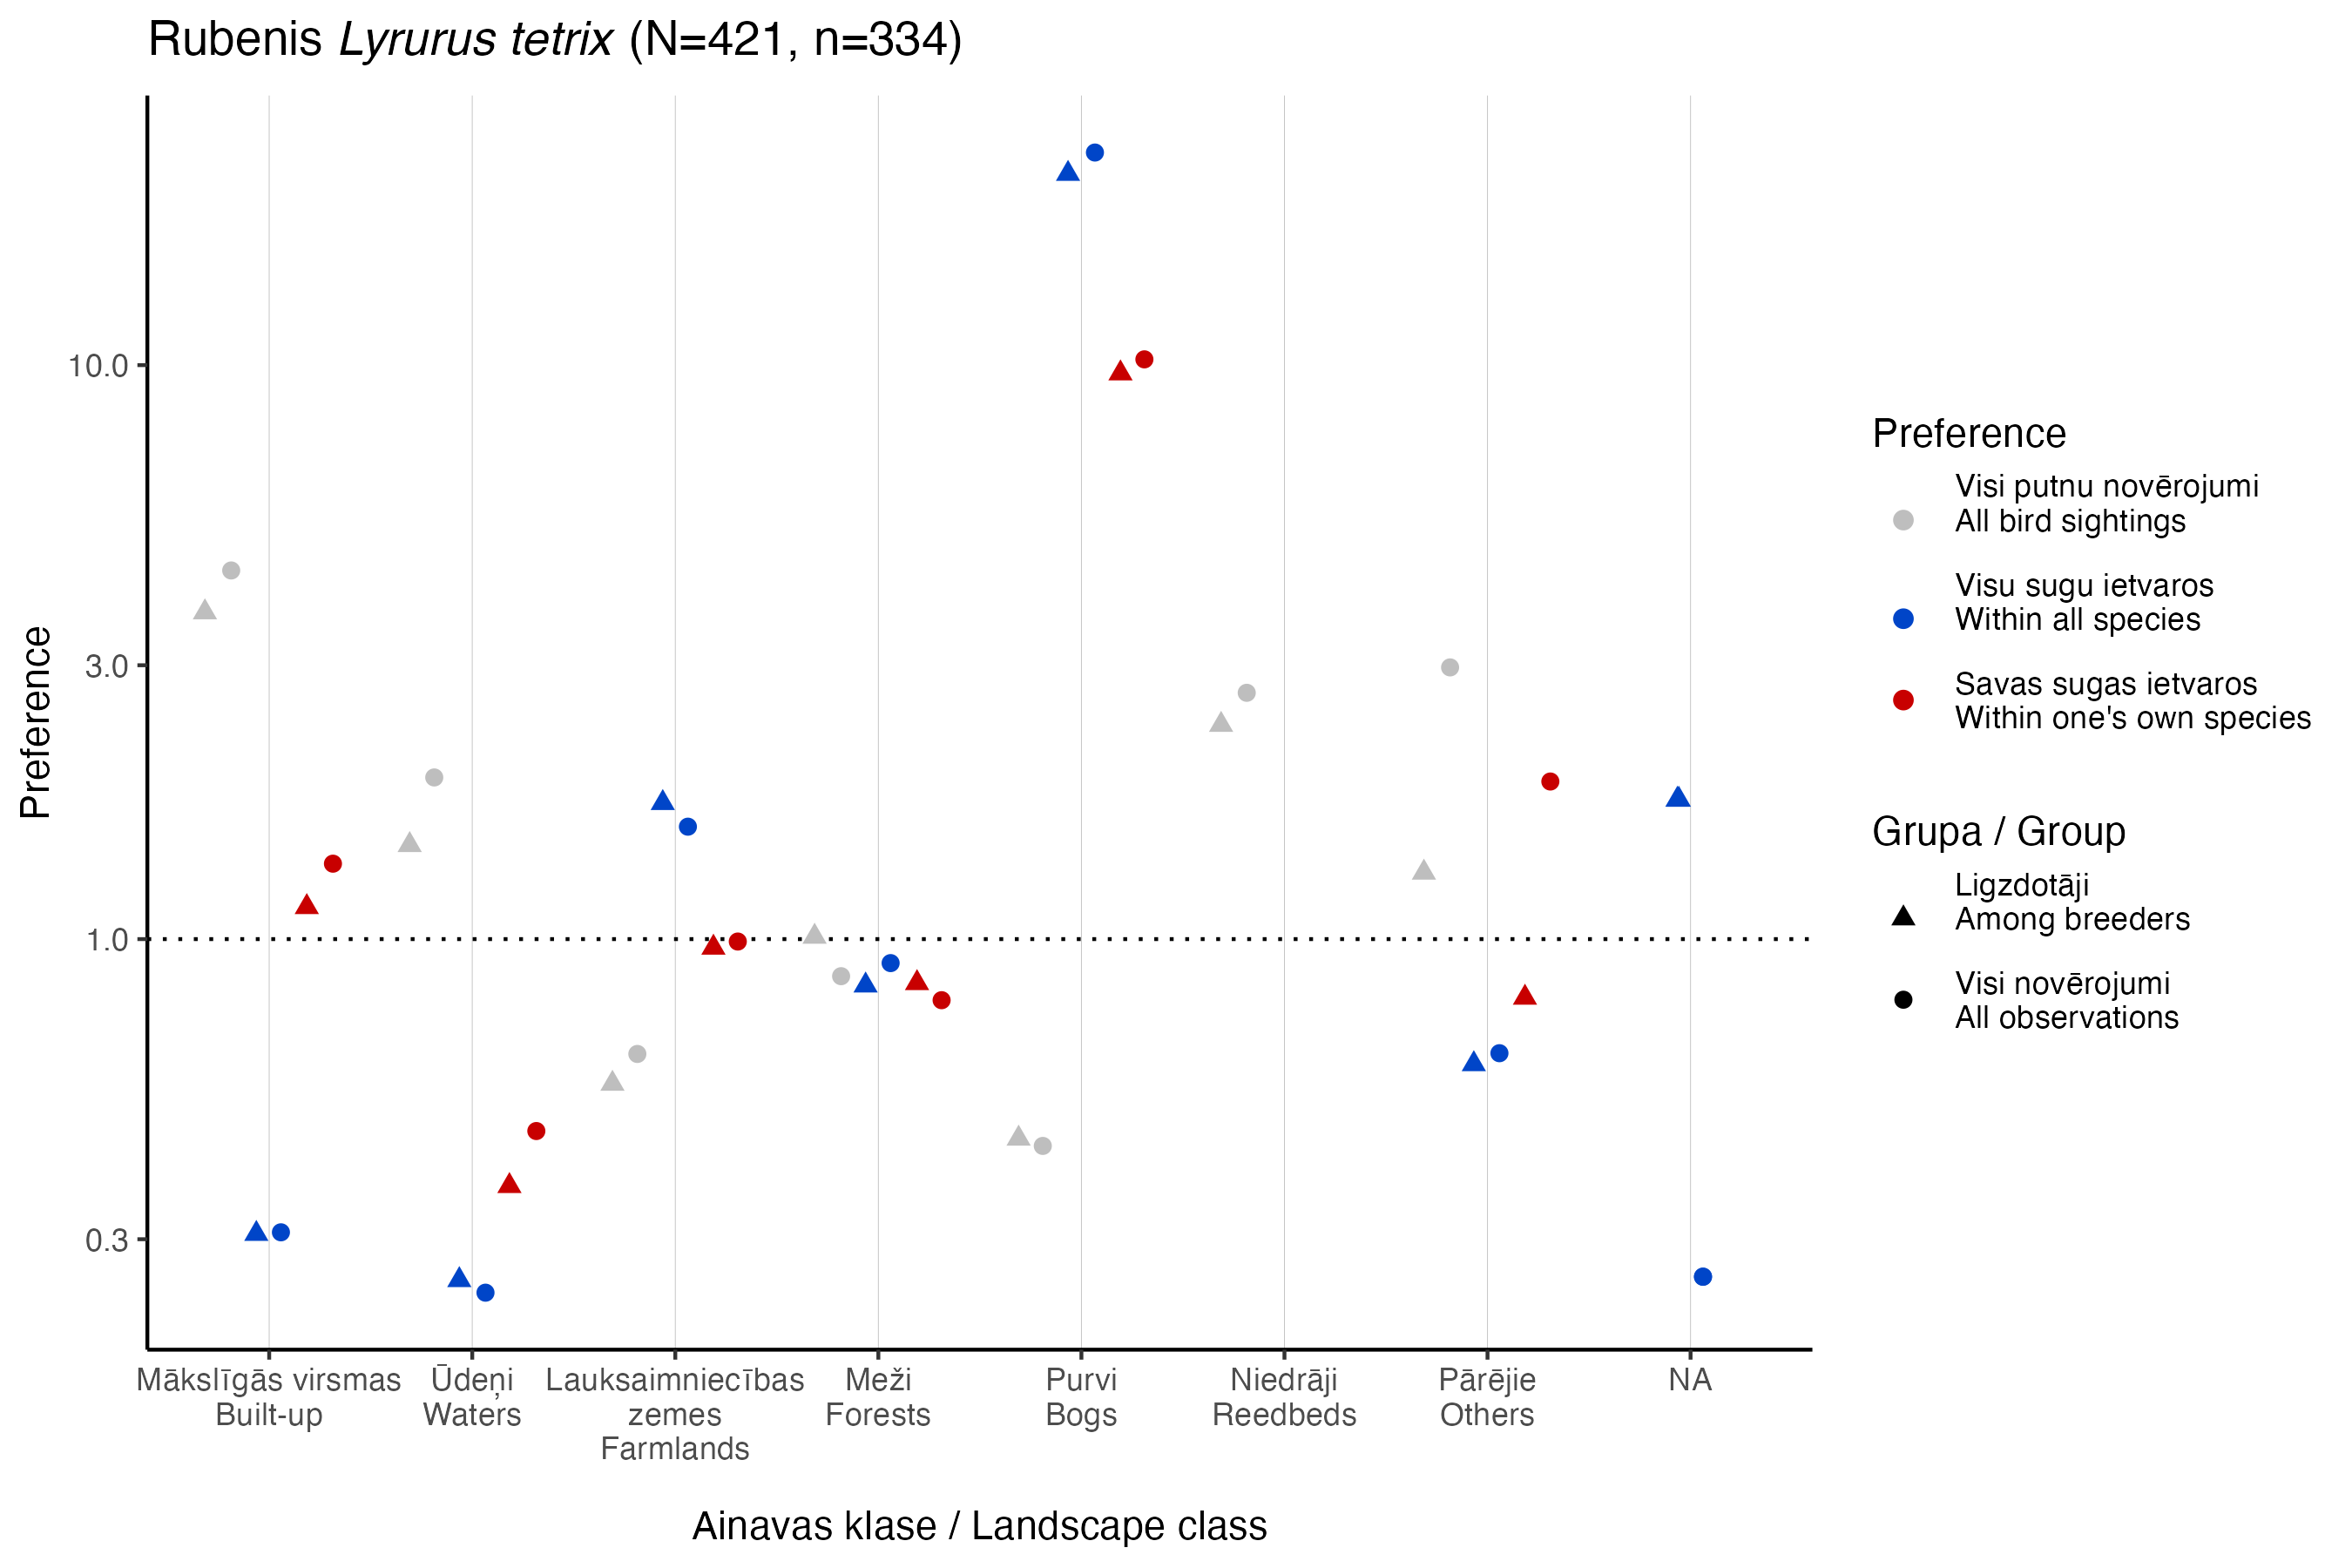 Rubenis Lyrurus tetrix (N=421, n=334)
Preference
10.0
3.0
1.0
0.3
Mākslīgās virsmas
Built-up
Ūdeņi
Waters
Lauksaimniecības
zemes
Farmlands
Meži
Forests
Purvi
Bogs
Niedrāji
Reedbeds
Pārējie
Others
NA
Ainavas klase / Landscape class
Preference
Visi putnu novērojumi
All bird sightings
Visu sugu ietvaros
Within all species
Savas sugas ietvaros
Within one's own species
Grupa / Group
Ligzdotāji
Among breeders
Visi novērojumi
All observations